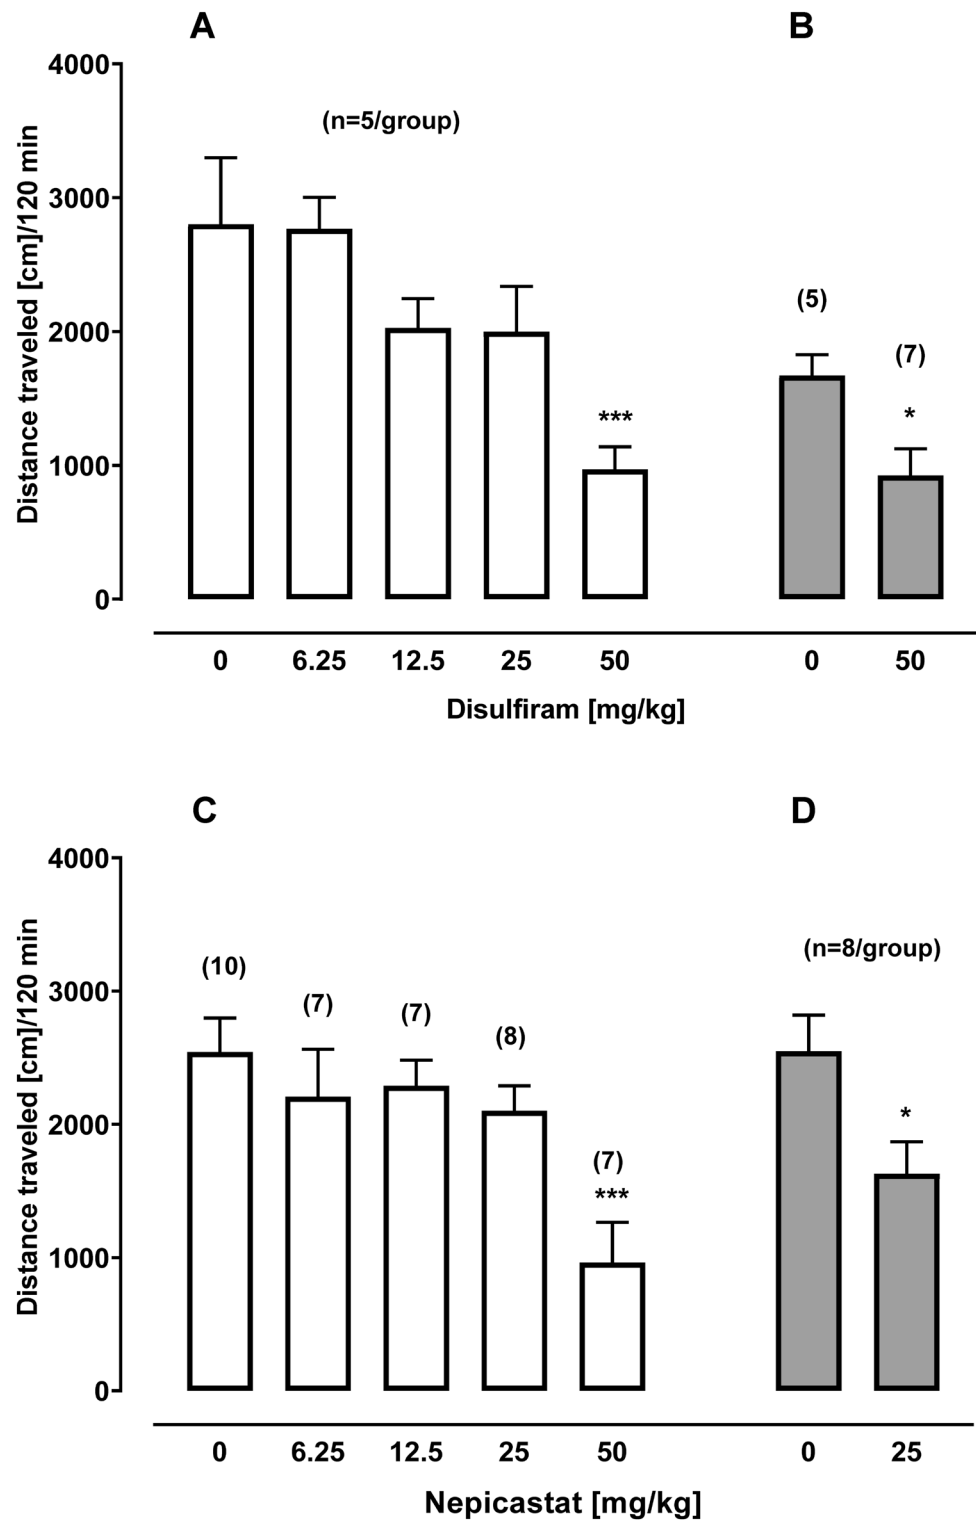 A
B
4000
3000
2000
1000
0
Distance traveled [cm]/120 min
(n=5/group)
***
(5)
(7)
*
0 6.25 12.5 25 50 0 50
Disulfiram [mg/kg]
C
D
4000
3000
2000
1000
0
Distance traveled [cm]/120 min
(10)
(7)
(7)
(8)
(7)
***
(n=8/group)
*
0 6.25 12.5 25 50 0 25
Nepicastat [mg/kg]